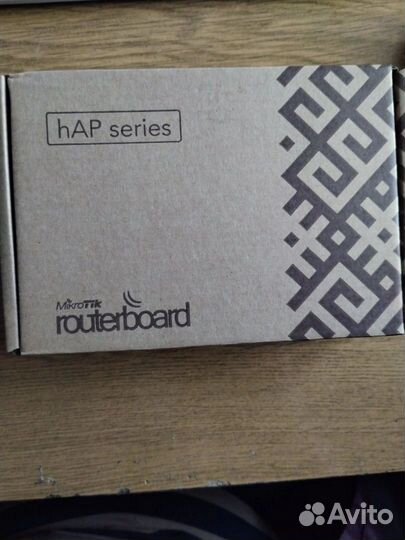 hAP series
MikroTik
routerboard
Avito